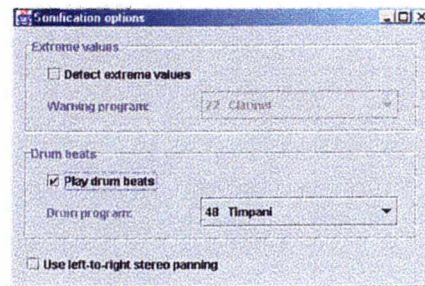 Sonification options
Extreme values
Detect extreme values
Warning program:
Clarinet
Drum beats
Play drum beats
Drum program:
48 Timpani
Use left-to-right stereo panning